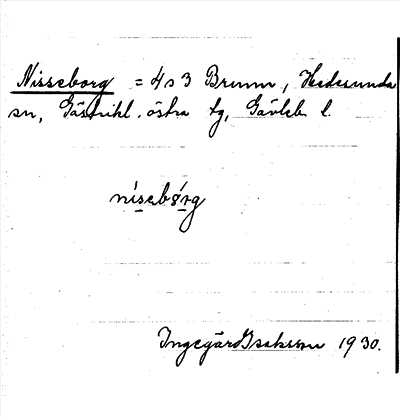 Nisseborg = 4 s 3 Brunn, Hedesunda
sn, Gästrikl. östra tg, Gävleb. l.
nisebårg
Ingegärd Isaksson 1930.